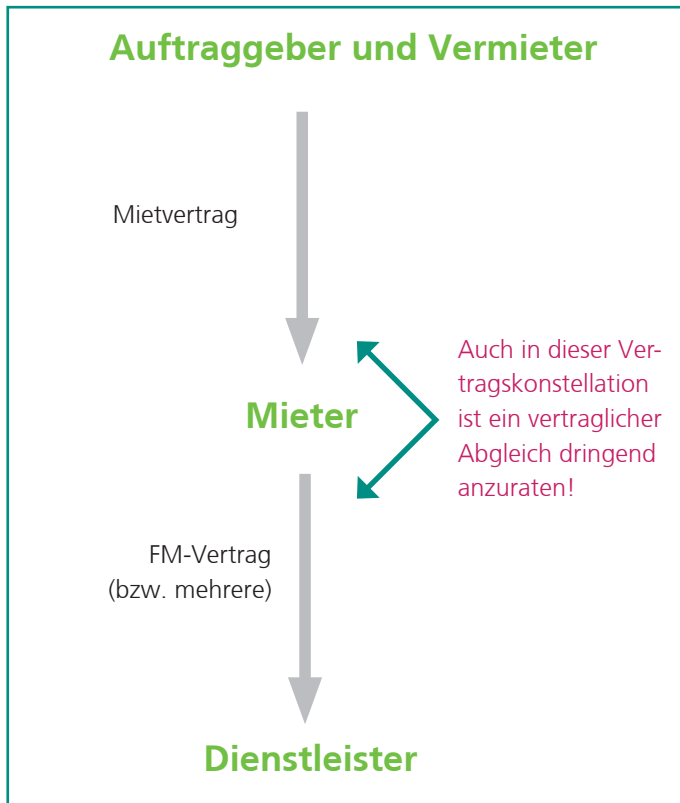 Auftraggeber und Vermieter
Mietvertrag
Auch in dieser Ver-
tragskonstellation
ist ein vertraglicher
Abgleich dringend
anzuraten!
Mieter
FM-Vertrag
(bzw. mehrere)
Dienstleister